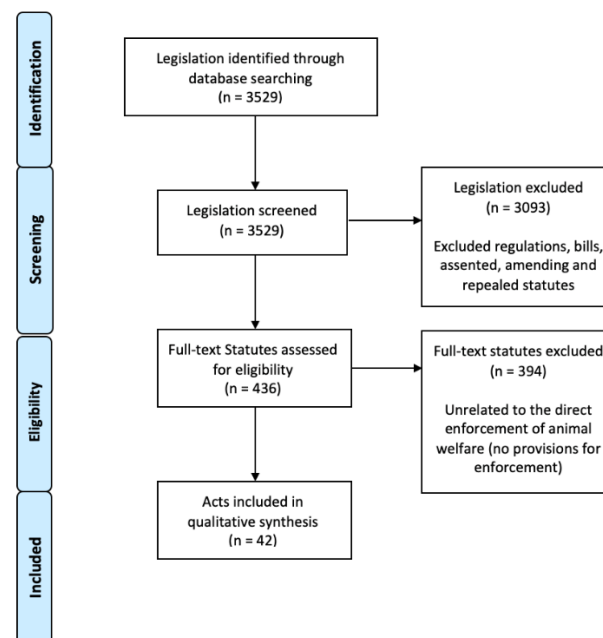 Identification
Legislation identified through
database searching
(n = 3529)
Screening
Legislation screened
(n = 3529)
Legislation excluded
(n = 3093)
Excluded regulations, bills,
assented, amending and
repealed statutes
Eligibility
Full-text Statutes assessed
for eligibility
(n = 436)
Full-text statutes excluded
(n = 394)
Unrelated to the direct
enforcement of animal
welfare (no provisions for
enforcement)
Included
Acts included in
qualitative synthesis
(n = 42)